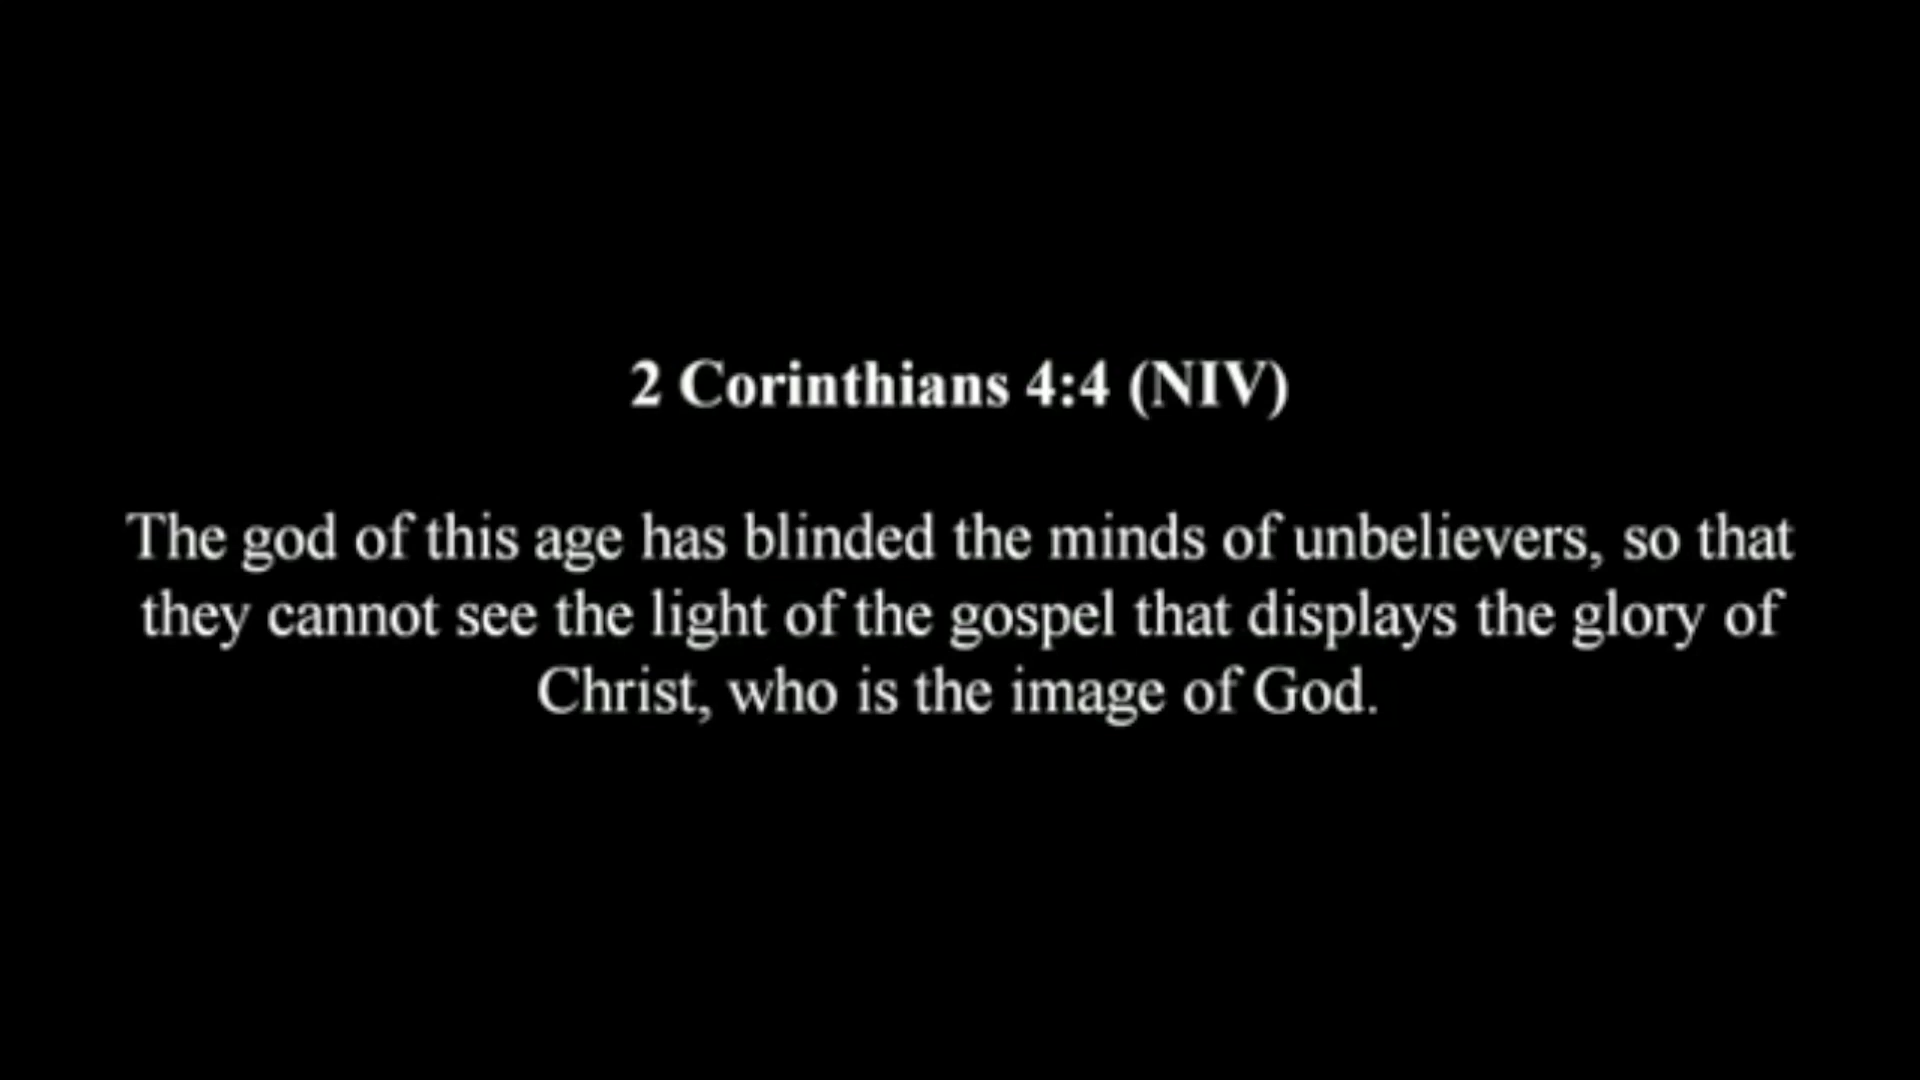 2 Corinthians 4:4 (NIV)
The god of this age has blinded the minds of unbelievers, so that
they cannot see the light of the gospel that displays the glory of
Christ, who is the image of God.